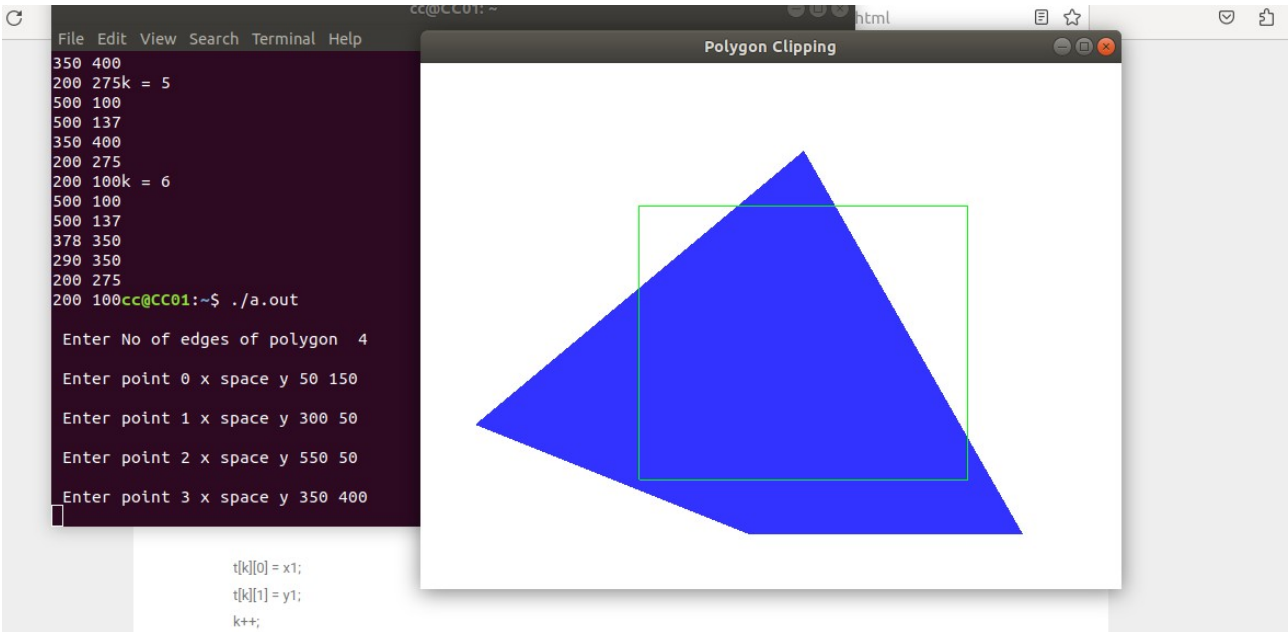 cc@CC01: ~
html
File Edit View Search Terminal Help
Polygon Clipping
350 400
200 275k = 5
500 100
500 137
350 400
200 275
200 100k = 6
500 100
500 137
378 350
290 350
200 275
200 100cc@CC01:~$ ./a.out
Enter No of edges of polygon  4
Enter point 0 x space y 50 150
Enter point 1 x space y 300 50
Enter point 2 x space y 550 50
Enter point 3 x space y 350 400
t[k][0] = x1;
t[k][1] = y1;
k++;